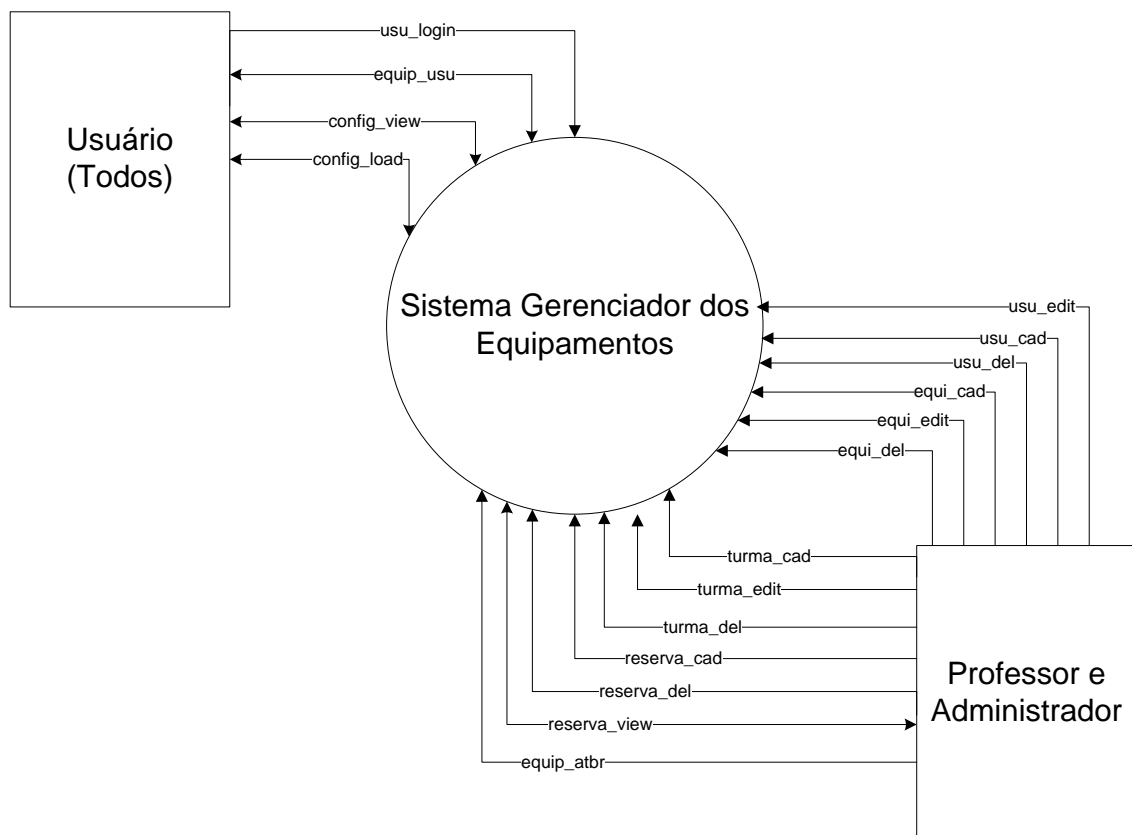 usu_login
equip_usu
config_view
config_load
Usuário
(Todos)
Sistema Gerenciador dos
Equipamentos
usu_edit
usu_cad
usu_del
equi_cad
equi_edit
equi_del
turma_cad
turma_edit
turma_del
reserva_cad
reserva_del
reserva_view
equip_atbr
Professor e
Administrador